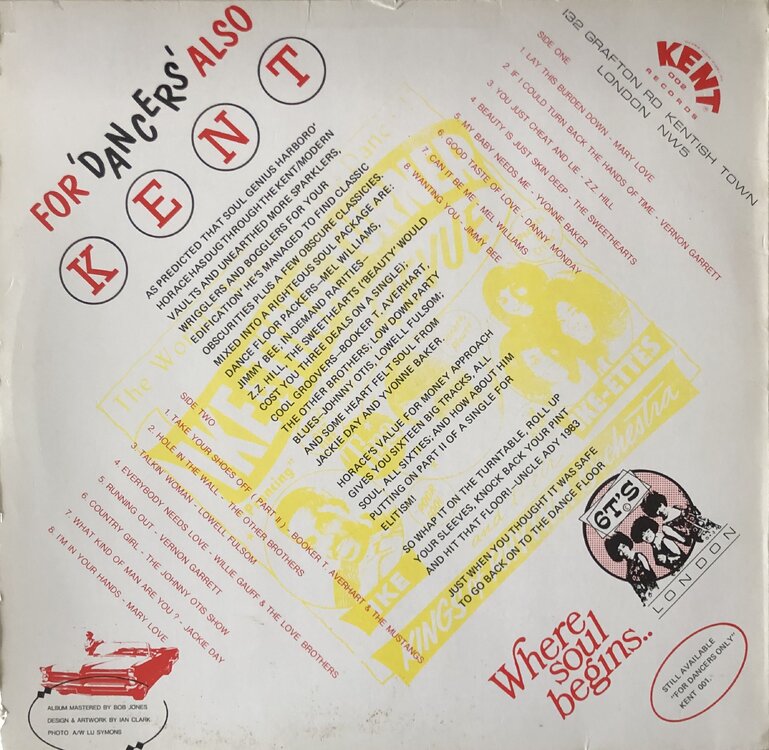 FOR 'DANCERS' ALSO
KENT
132 GRAFTON RD KENTISH TOWN
LONDON NW5
KENT
002
RECORDS
SIDE ONE
1. LAY THIS BURDEN DOWN - MARY LOVE
2. IF I COULD TURN BACK THE HANDS OF TIME - VERNON GARRETT
3. YOU JUST CHEAT AND LIE - Z.Z. HILL
4. BEAUTY IS JUST SKIN DEEP - THE SWEETHEARTS
5. MY BABY NEEDS ME - YVONNE BAKER
6. GOOD TASTE OF LOVE - DANNY MONDAY
7. CAN IT BE ME - MEL WILLIAMS
8. WANTING YOU - JIMMY BEE
AS PREDICTED THAT SOUL GENIUS HARBORO'
HORACE HAS DUG THROUGH THE KENT/MODERN
VAULTS AND UNEARTHED MORE SPARKLERS,
WRIGGLERS AND BOGGLERS FOR YOUR
EDIFICATION! HE'S MANAGED TO FIND CLASSIC
OBSCURITIES PLUS A FEW OBSCURE CLASSICIES,
MIXED INTO A RIGHTEOUS SOUL PACKAGE ARE:
DANCE FLOOR PACKERS—MEL WILLIAMS,
JIMMY BEE; IN-DEMAND RARITIES—
Z.Z. HILL, THE SWEETHEARTS ('BEAUTY' WOULD
COST YOU THREE DEALS ON A SINGLE);
COOL GROOVERS—BOOKER T. AVERHART,
THE OTHER BROTHERS; LOW DOWN PARTY
BLUES—JOHNNY OTIS, LOWELL FULSOM;
AND SOME HEART FELT SOUL FROM
JACKIE DAY AND YVONNE BAKER.
HORACE'S VALUE FOR MONEY APPROACH
GIVES YOU SIXTEEN BIG TRACKS, ALL
SOUL, ALL SIXTIES; AND HOW ABOUT HIM
PUTTING ON PART II OF A SINGLE FOR
ELITISM!
SO WHAP IT ON THE TURNTABLE, ROLL UP
YOUR SLEEVES, KNOCK BACK YOUR PINT
AND HIT THAT FLOOR!—UNCLE ADY 1983
JUST WHEN YOU THOUGHT IT WAS SAFE
TO GO BACK ON TO THE DANCE FLOOR
The Wo
REVUE
IKE-ETTES
Orchestra
KINGS
IKE
SIDE TWO
1. TAKE YOUR SHOES OFF (PART II) - BOOKER T. AVERHART & THE MUSTANGS
2. HOLE IN THE WALL - THE OTHER BROTHERS
3. TALKIN' WOMAN - LOWELL FULSOM
4. EVERYBODY NEEDS LOVE - WILLIE GAUFF & THE LOVE BROTHERS
5. RUNNING OUT - VERNON GARRETT
6. COUNTRY GIRL - THE JOHNNY OTIS SHOW
7. WHAT KIND OF MAN ARE YOU? - JACKIE DAY
8. I'M IN YOUR HANDS - MARY LOVE
6T'S
LONDON
Where
soul
begins..
STILL AVAILABLE
"FOR DANCERS ONLY"
KENT 001.
ALBUM MASTERED BY BOB JONES
DESIGN & ARTWORK BY IAN CLARK
PHOTO A/W LU SYMONS